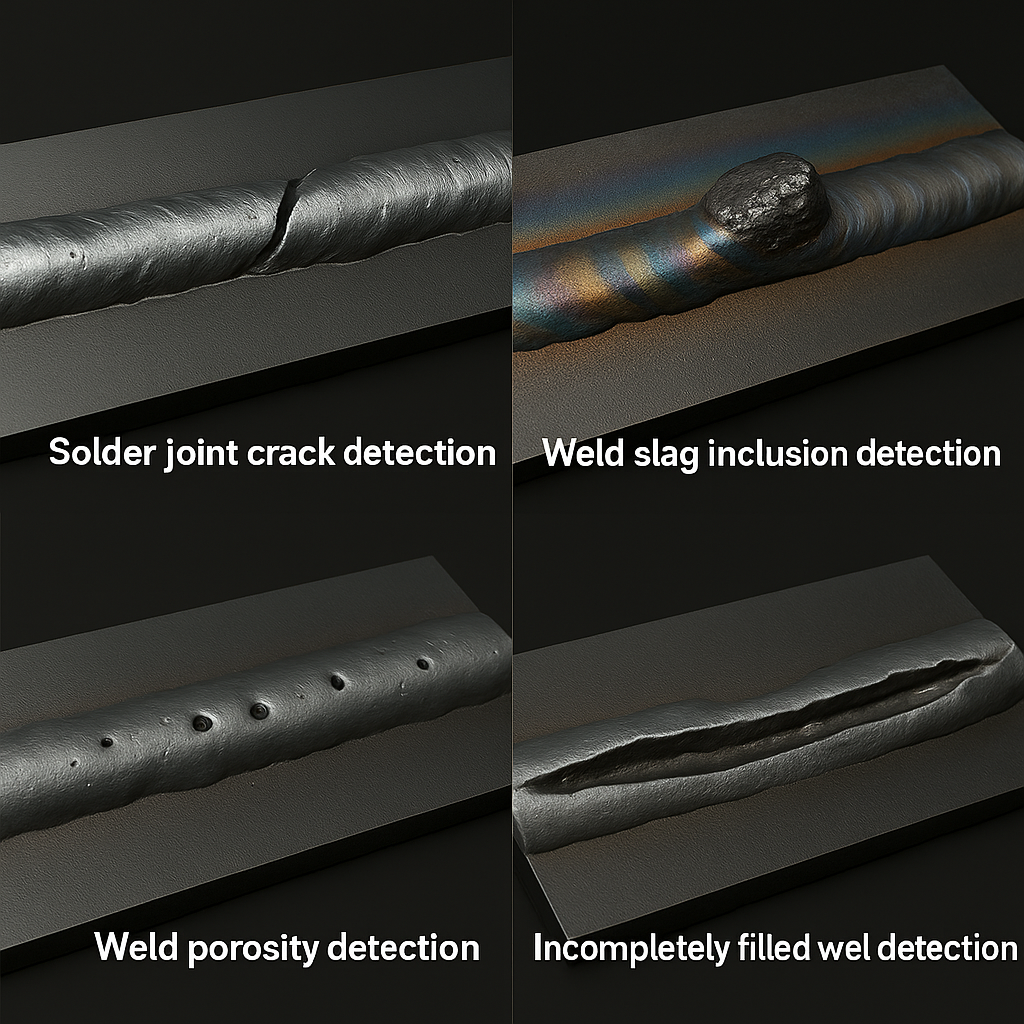 Solder joint crack detection
Weld slag inclusion detection
Weld porosity detection
Incompletely filled wel detection